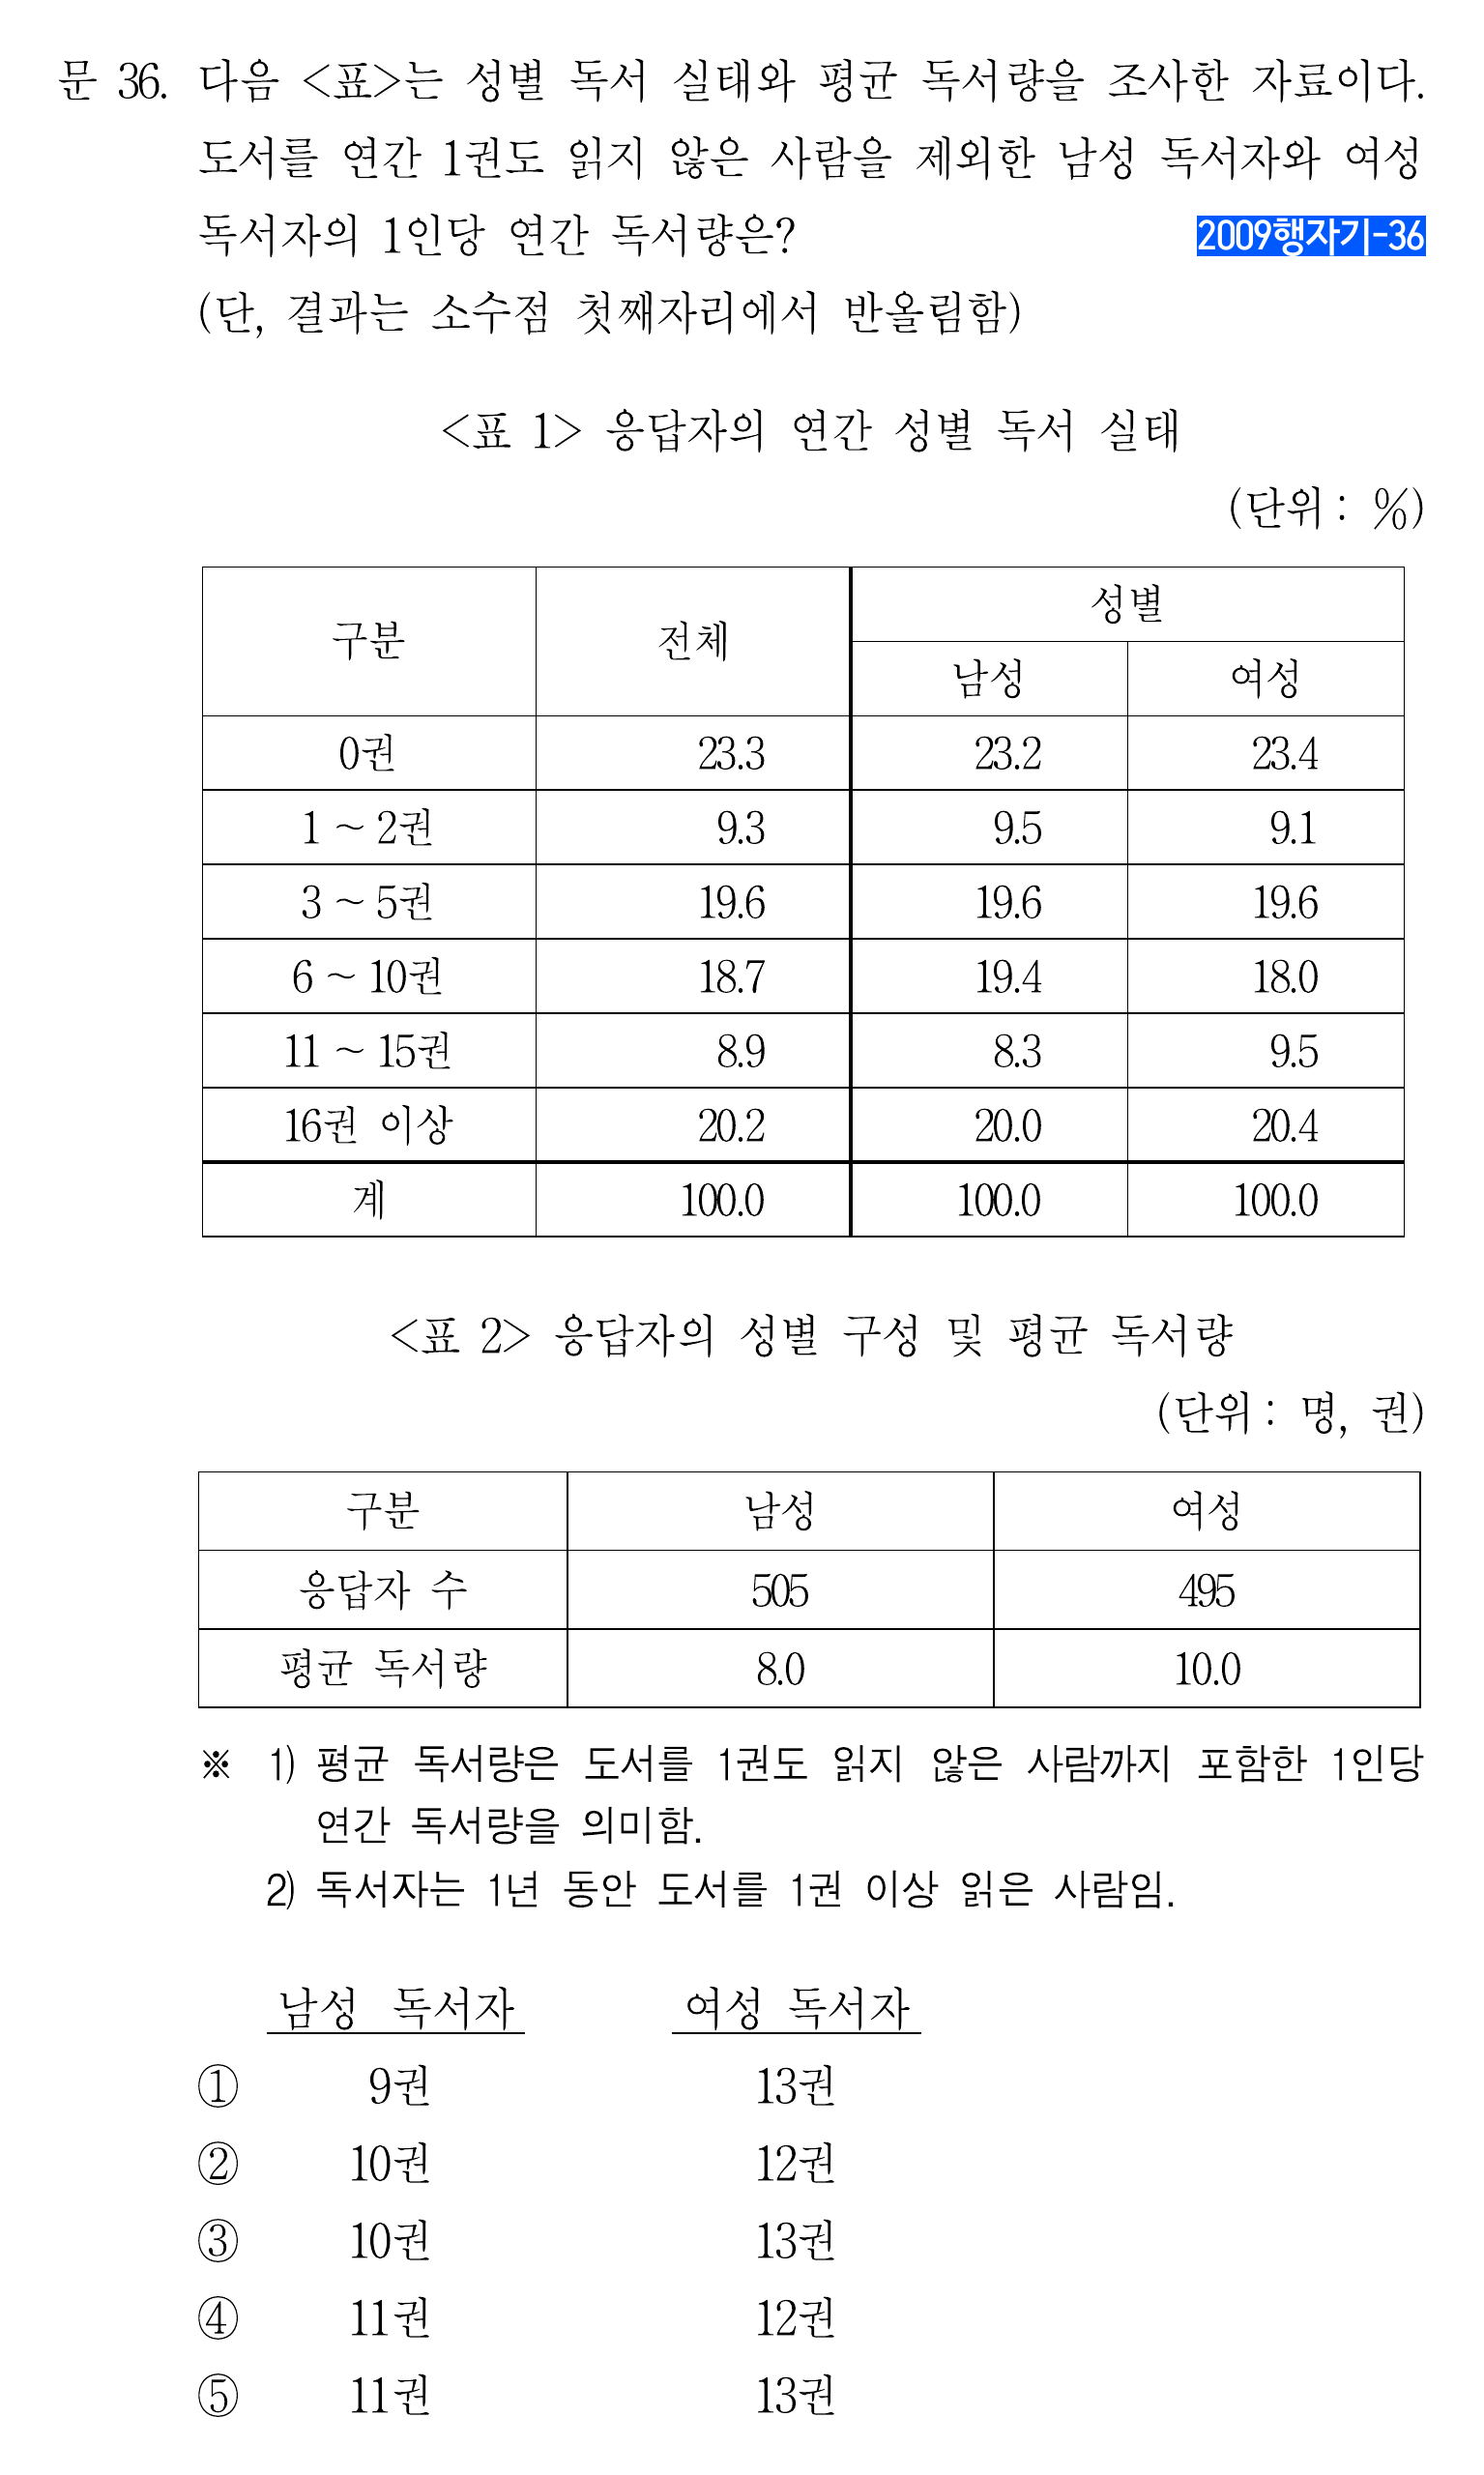 문 36. 다음 <표>는 성별 독서 실태와 평균 독서량을 조사한 자료이다.
도서를 연간 1권도 읽지 않은 사람을 제외한 남성 독서자와 여성
독서자의 1인당 연간 독서량은? 2009행자기-36
(단, 결과는 소수점 첫째자리에서 반올림함)
<표 1> 응답자의 연간 성별 독서 실태
(단위 : %)
구분 전체 성별
남성 여성
0권 23.3 23.2 23.4
1 ~ 2권 9.3 9.5 9.1
3 ~ 5권 19.6 19.6 19.6
6 ~ 10권 18.7 19.4 18.0
11 ~ 15권 8.9 8.3 9.5
16권 이상 20.2 20.0 20.4
계 100.0 100.0 100.0
<표 2> 응답자의 성별 구성 및 평균 독서량
(단위 : 명, 권)
구분 남성 여성
응답자 수 505 495
평균 독서량 8.0 10.0
※ 1) 평균 독서량은 도서를 1권도 읽지 않은 사람까지 포함한 1인당
연간 독서량을 의미함.
2) 독서자는 1년 동안 도서를 1권 이상 읽은 사람임.
남성 독서자 여성 독서자
① 9권 13권
② 10권 12권
③ 10권 13권
④ 11권 12권
⑤ 11권 13권